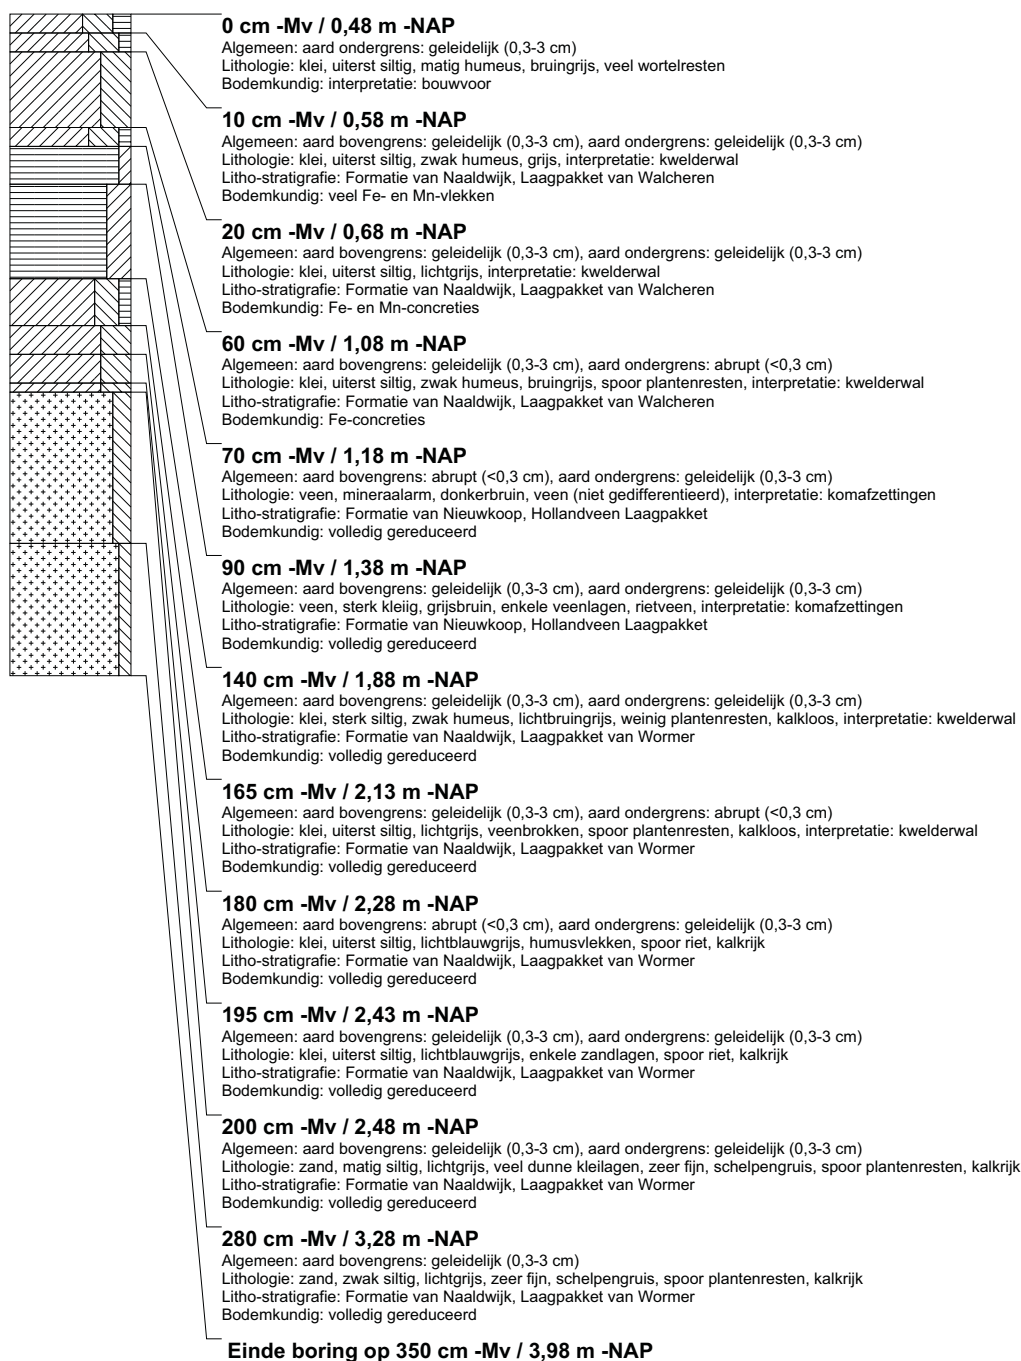 0 cm -Mv / 0,48 m -NAP
Algemeen: aard ondergrens: geleidelijk (0,3-3 cm)
Lithologie: klei, uiterst siltig, matig humeus, bruingrijs, veel wortelresten
Bodemkundig: interpretatie: bouwvoor
10 cm -Mv / 0,58 m -NAP
Algemeen: aard bovengrens: geleidelijk (0,3-3 cm), aard ondergrens: geleidelijk (0,3-3 cm)
Lithologie: klei, uiterst siltig, zwak humeus, grijs, interpretatie: kwelderwal
Litho-stratigrafie: Formatie van Naaldwijk, Laagpakket van Walcheren
Bodemkundig: veel Fe- en Mn-vlekken
20 cm -Mv / 0,68 m -NAP
Algemeen: aard bovengrens: geleidelijk (0,3-3 cm), aard ondergrens: geleidelijk (0,3-3 cm)
Lithologie: klei, uiterst siltig, lichtgrijs, interpretatie: kwelderwal
Litho-stratigrafie: Formatie van Naaldwijk, Laagpakket van Walcheren
Bodemkundig: Fe- en Mn-concreties
60 cm -Mv / 1,08 m -NAP
Algemeen: aard bovengrens: geleidelijk (0,3-3 cm), aard ondergrens: abrupt (<0,3 cm)
Lithologie: klei, uiterst siltig, zwak humeus, bruingrijs, spoor plantenresten, interpretatie: kwelderwal
Litho-stratigrafie: Formatie van Naaldwijk, Laagpakket van Walcheren
Bodemkundig: Fe-concreties
70 cm -Mv / 1,18 m -NAP
Algemeen: aard bovengrens: abrupt (<0,3 cm), aard ondergrens: geleidelijk (0,3-3 cm)
Lithologie: veen, mineraalarm, donkerbruin, veen (niet gedifferentieerd), interpretatie: komafzettingen
Litho-stratigrafie: Formatie van Nieuwkoop, Hollandveen Laagpakket
Bodemkundig: volledig gereduceerd
90 cm -Mv / 1,38 m -NAP
Algemeen: aard bovengrens: geleidelijk (0,3-3 cm), aard ondergrens: geleidelijk (0,3-3 cm)
Lithologie: veen, sterk kleiig, grijsbruin, enkele veenlagen, rietveen, interpretatie: komafzettingen
Litho-stratigrafie: Formatie van Nieuwkoop, Hollandveen Laagpakket
Bodemkundig: volledig gereduceerd
140 cm -Mv / 1,88 m -NAP
Algemeen: aard bovengrens: geleidelijk (0,3-3 cm), aard ondergrens: geleidelijk (0,3-3 cm)
Lithologie: klei, sterk siltig, zwak humeus, lichtbruingrijs, weinig plantenresten, kalkloos, interpretatie: kwelderwal
Litho-stratigrafie: Formatie van Naaldwijk, Laagpakket van Wormer
Bodemkundig: volledig gereduceerd
165 cm -Mv / 2,13 m -NAP
Algemeen: aard bovengrens: geleidelijk (0,3-3 cm), aard ondergrens: abrupt (<0,3 cm)
Lithologie: klei, uiterst siltig, lichtgrijs, veenbrokken, spoor plantenresten, kalkloos, interpretatie: kwelderwal
Litho-stratigrafie: Formatie van Naaldwijk, Laagpakket van Wormer
Bodemkundig: volledig gereduceerd
180 cm -Mv / 2,28 m -NAP
Algemeen: aard bovengrens: abrupt (<0,3 cm), aard ondergrens: geleidelijk (0,3-3 cm)
Lithologie: klei, uiterst siltig, lichtblauwgrijs, humusvlekken, spoor riet, kalkrijk
Litho-stratigrafie: Formatie van Naaldwijk, Laagpakket van Wormer
Bodemkundig: volledig gereduceerd
195 cm -Mv / 2,43 m -NAP
Algemeen: aard bovengrens: geleidelijk (0,3-3 cm), aard ondergrens: geleidelijk (0,3-3 cm)
Lithologie: klei, uiterst siltig, lichtblauwgrijs, enkele zandlagen, spoor riet, kalkrijk
Litho-stratigrafie: Formatie van Naaldwijk, Laagpakket van Wormer
Bodemkundig: volledig gereduceerd
200 cm -Mv / 2,48 m -NAP
Algemeen: aard bovengrens: geleidelijk (0,3-3 cm), aard ondergrens: geleidelijk (0,3-3 cm)
Lithologie: zand, matig siltig, lichtgrijs, veel dunne kleilagen, zeer fijn, schelpengruis, spoor plantenresten, kalkrijk
Litho-stratigrafie: Formatie van Naaldwijk, Laagpakket van Wormer
Bodemkundig: volledig gereduceerd
280 cm -Mv / 3,28 m -NAP
Algemeen: aard bovengrens: geleidelijk (0,3-3 cm)
Lithologie: zand, zwak siltig, lichtgrijs, zeer fijn, schelpengruis, spoor plantenresten, kalkrijk
Litho-stratigrafie: Formatie van Naaldwijk, Laagpakket van Wormer
Bodemkundig: volledig gereduceerd
Einde boring op 350 cm -Mv / 3,98 m -NAP